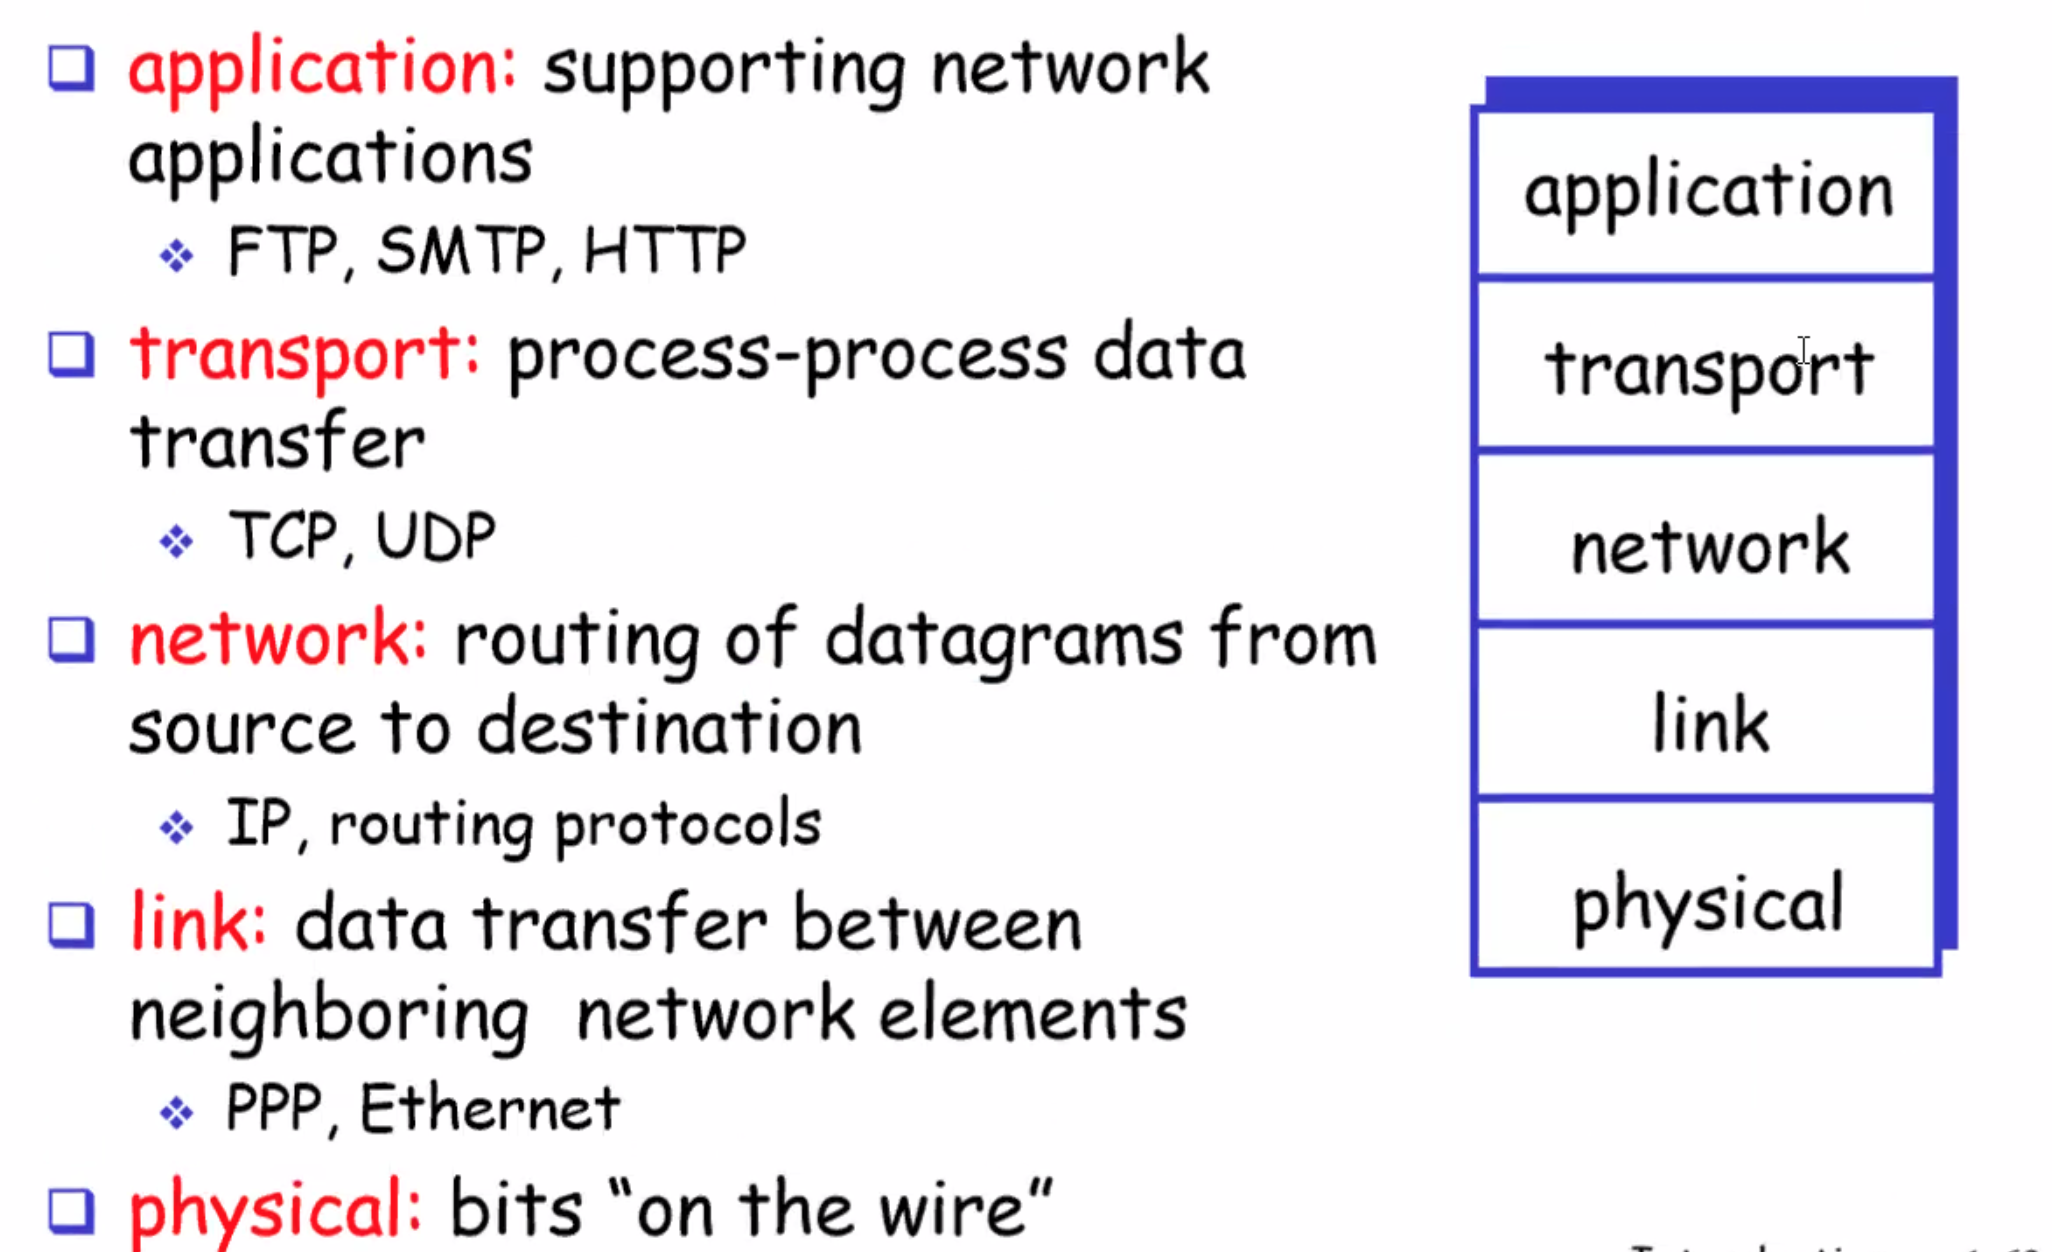 application: supporting network
applications
FTP, SMTP, HTTP
transport: process-process data
transfer
TCP, UDP
network: routing of datagrams from
source to destination
IP, routing protocols
link: data transfer between
neighboring network elements
PPP, Ethernet
physical: bits “on the wire”
application
transport
network
link
physical